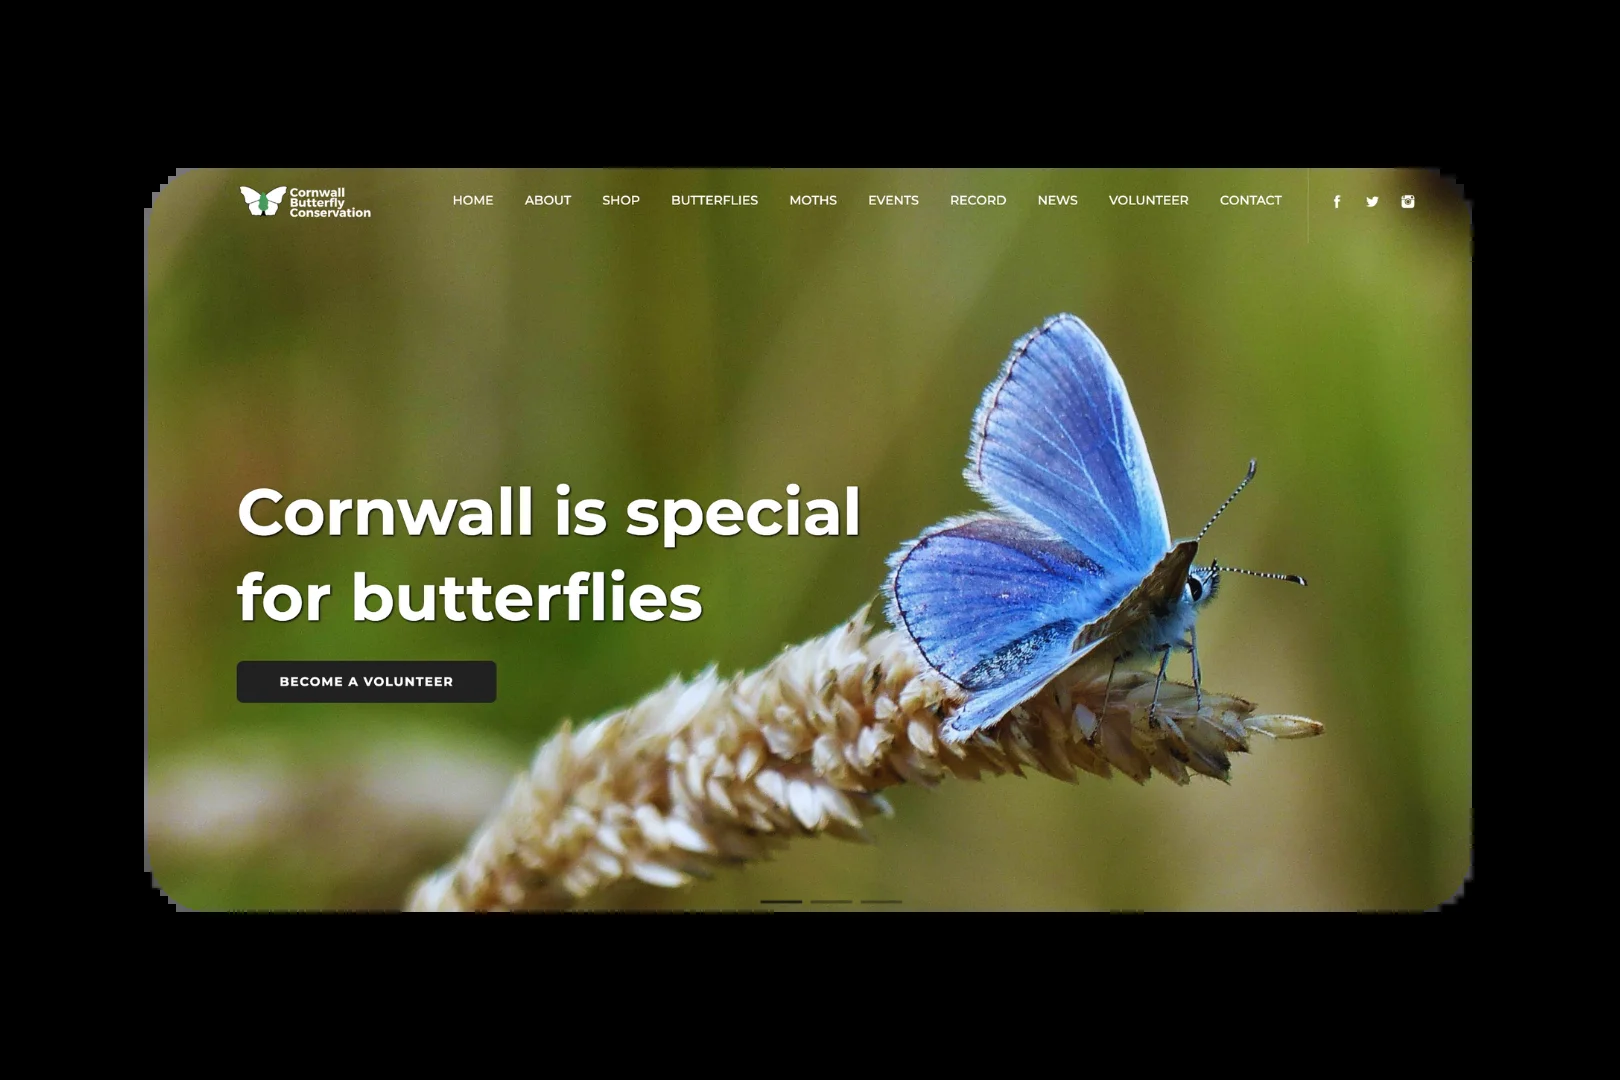 Cornwall
Butterfly
Conservation
HOME ABOUT SHOP BUTTERFLIES MOTHS EVENTS RECORD NEWS VOLUNTEER CONTACT
Cornwall is special
for butterflies
BECOME A VOLUNTEER